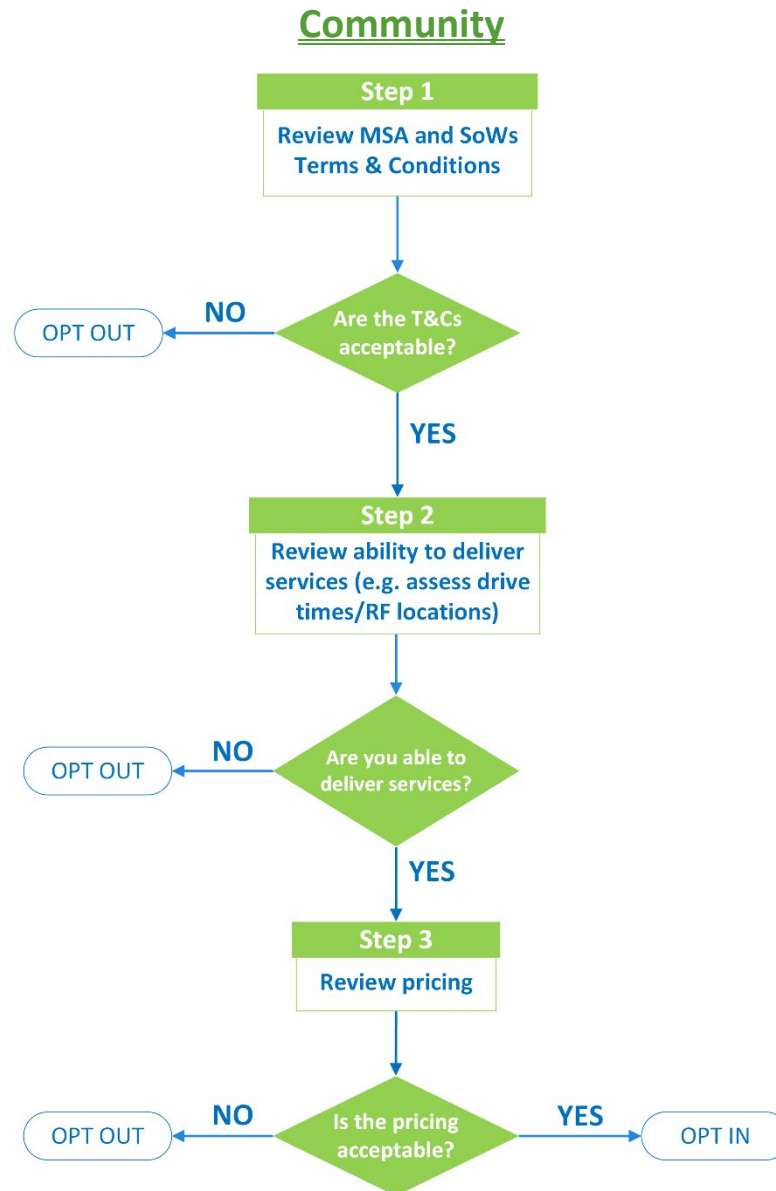 Community
Step 1
Review MSA and SoWs
Terms & Conditions
NO
OPT OUT
Are the T&Cs
acceptable?
YES
Step 2
Review ability to deliver
services (e.g. assess drive
times/RF locations)
NO
OPT OUT
Are you able to
deliver services?
YES
Step 3
Review pricing
NO
OPT OUT
Is the pricing
acceptable?
YES
OPT IN